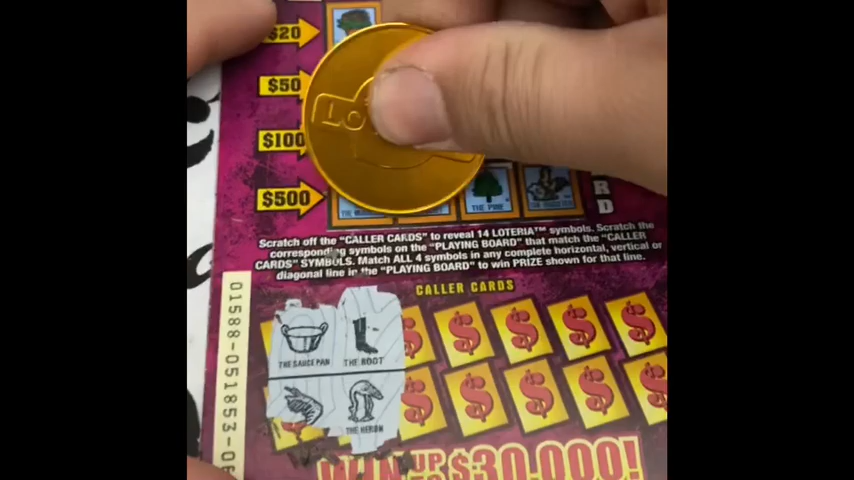 $20
$50
$100
$500
THE PINE
R
D
Scratch off the "CALLER CARDS" to reveal 14 LOTERIA™ symbols. Scratch the
corresponding symbols on the "PLAYING BOARD" that match the "CALLER
CARDS" SYMBOLS. Match ALL 4 symbols in any complete horizontal, vertical or
diagonal line in the "PLAYING BOARD" to win PRIZE shown for that line.
CALLER CARDS
THE SAUCE PAN
THE BOOT
THE HERON
01588-051853-0
WIN UP TO $30,000!